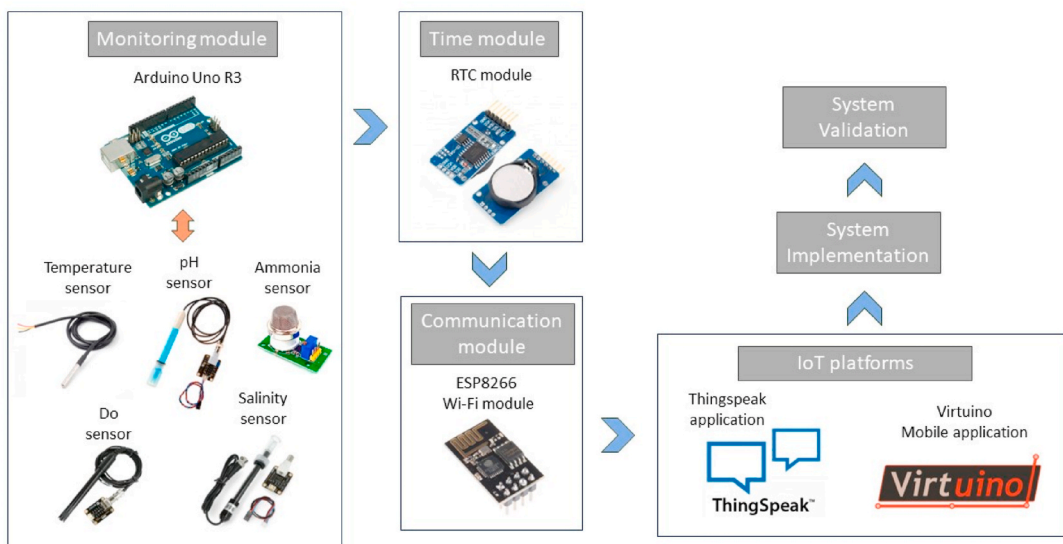 Monitoring module
Arduino Uno R3
Temperature
sensor
pH
sensor
Ammonia
sensor
Do
sensor
Salinity
sensor
Time module
RTC module
Communication
module
ESP8266
Wi-Fi module
System
Validation
System
Implementation
IoT platforms
Thingspeak
application
ThingSpeak™
Virtuino
Mobile application
Virtuino